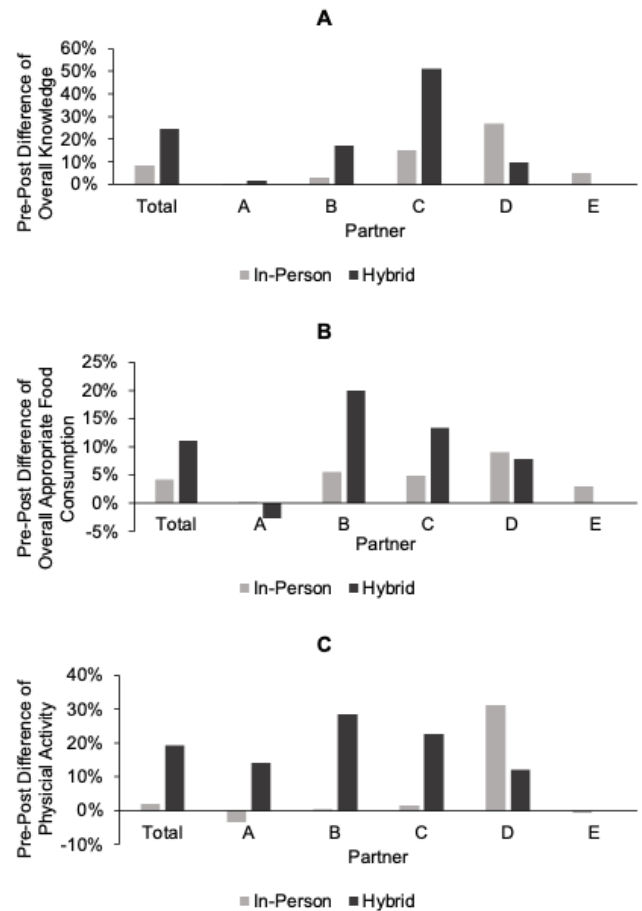 A
Pre-Post Difference of
Overall Knowledge
60%
50%
40%
30%
20%
10%
0%
Total A B C D E
Partner
In-Person Hybrid
B
Pre-Post Difference of
Overall Appropriate Food
Consumption
25%
20%
15%
10%
5%
0%
-5%
Total A B C D E
Partner
In-Person Hybrid
C
Pre-Post Difference of
Physicial Activity
40%
30%
20%
10%
0%
-10%
Total A B C D E
Partner
In-Person Hybrid